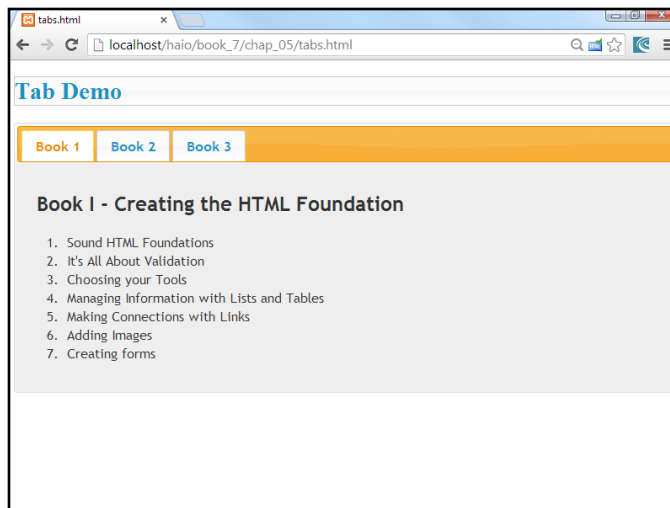 tabs.html
localhost/haio/book_7/chap_05/tabs.html
Tab Demo
Book 1 Book 2 Book 3
Book I - Creating the HTML Foundation
1. Sound HTML Foundations
2. It's All About Validation
3. Choosing your Tools
4. Managing Information with Lists and Tables
5. Making Connections with Links
6. Adding Images
7. Creating forms